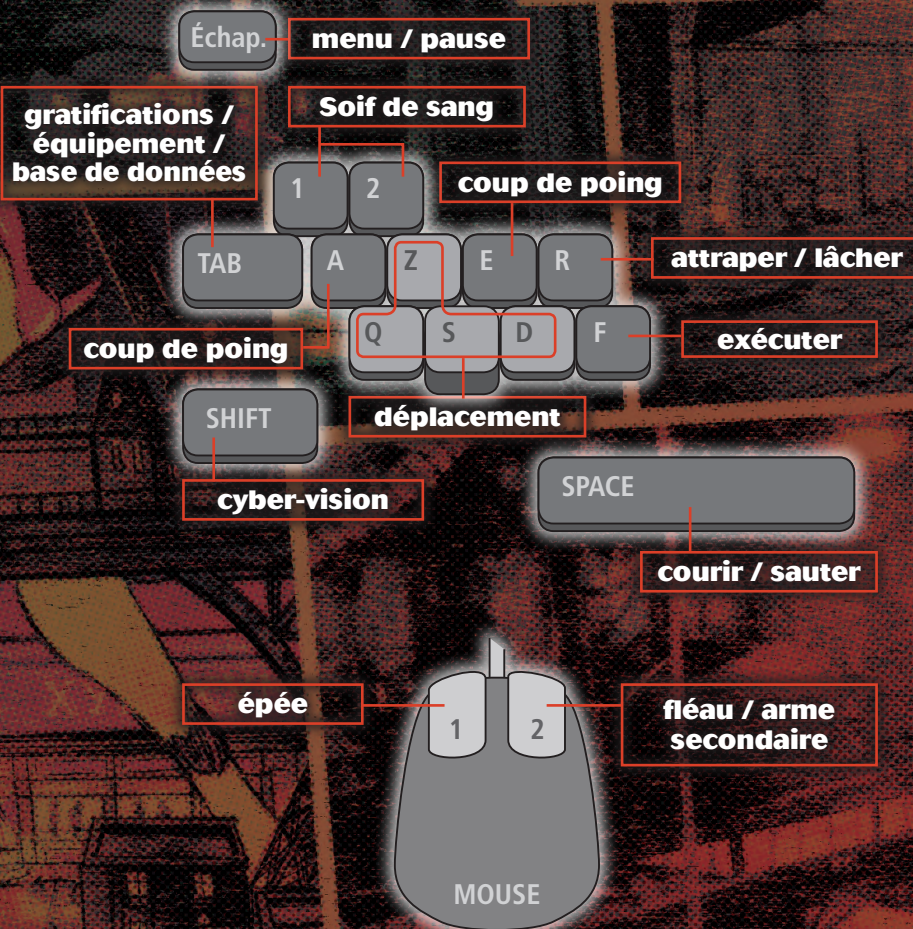 Échap.
menu / pause
gratifications /
équipement /
base de données
Soif de sang
1
2
coup de poing
TAB
A
Z
E
R
attraper / lâcher
Q
S
D
F
exécuter
coup de poing
déplacement
SHIFT
cyber-vision
SPACE
courir / sauter
épée
1
2
fléau / arme
secondaire
MOUSE